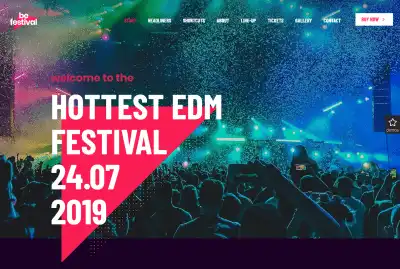 be
festival
HEADLINERS
SHORTCUTS
ABOUT
LINE-UP
TICKETS
GALLERY
CONTACT
BUY NOW
welcome to the
HOTTEST EDM
FESTIVAL
24.07
2019